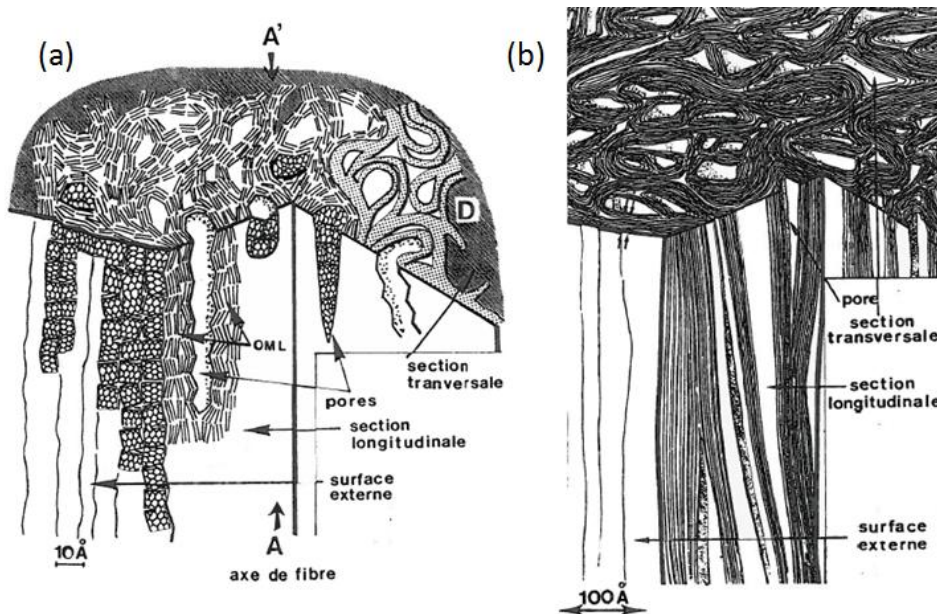 (a)
A'
D
OML
pores
section
tranversale
section
longitudinale
surface
externe
10Å
A
axe de fibre
(b)
pore
section
transversale
section
longitudinale
surface
externe
100Å